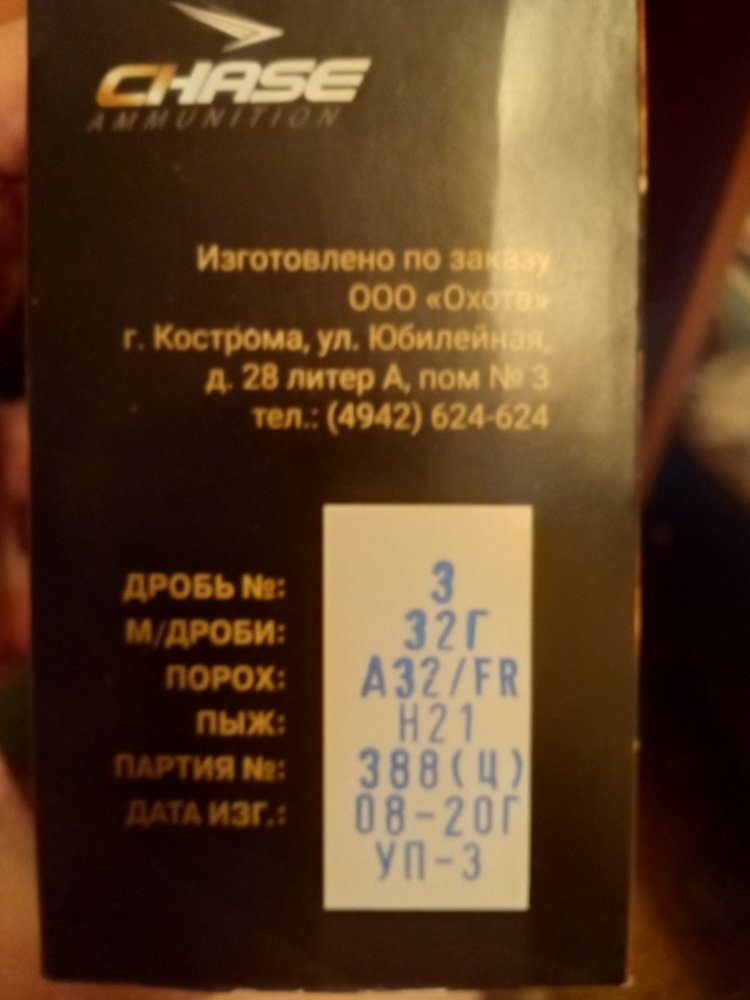 CHASE
AMMUNITION
Изготовлено по заказу
ООО «Охота»
г. Кострома, ул. Юбилейная,
д. 28 литер А, пом № 3
тел.: (4942) 624-624
ДРОБЬ №: 3
М/ДРОБИ: 32Г
ПОРОХ: А32/FR
ПЫЖ: Н21
ПАРТИЯ №: 388(Ц)
ДАТА ИЗГ.: 08-20Г
УП-3